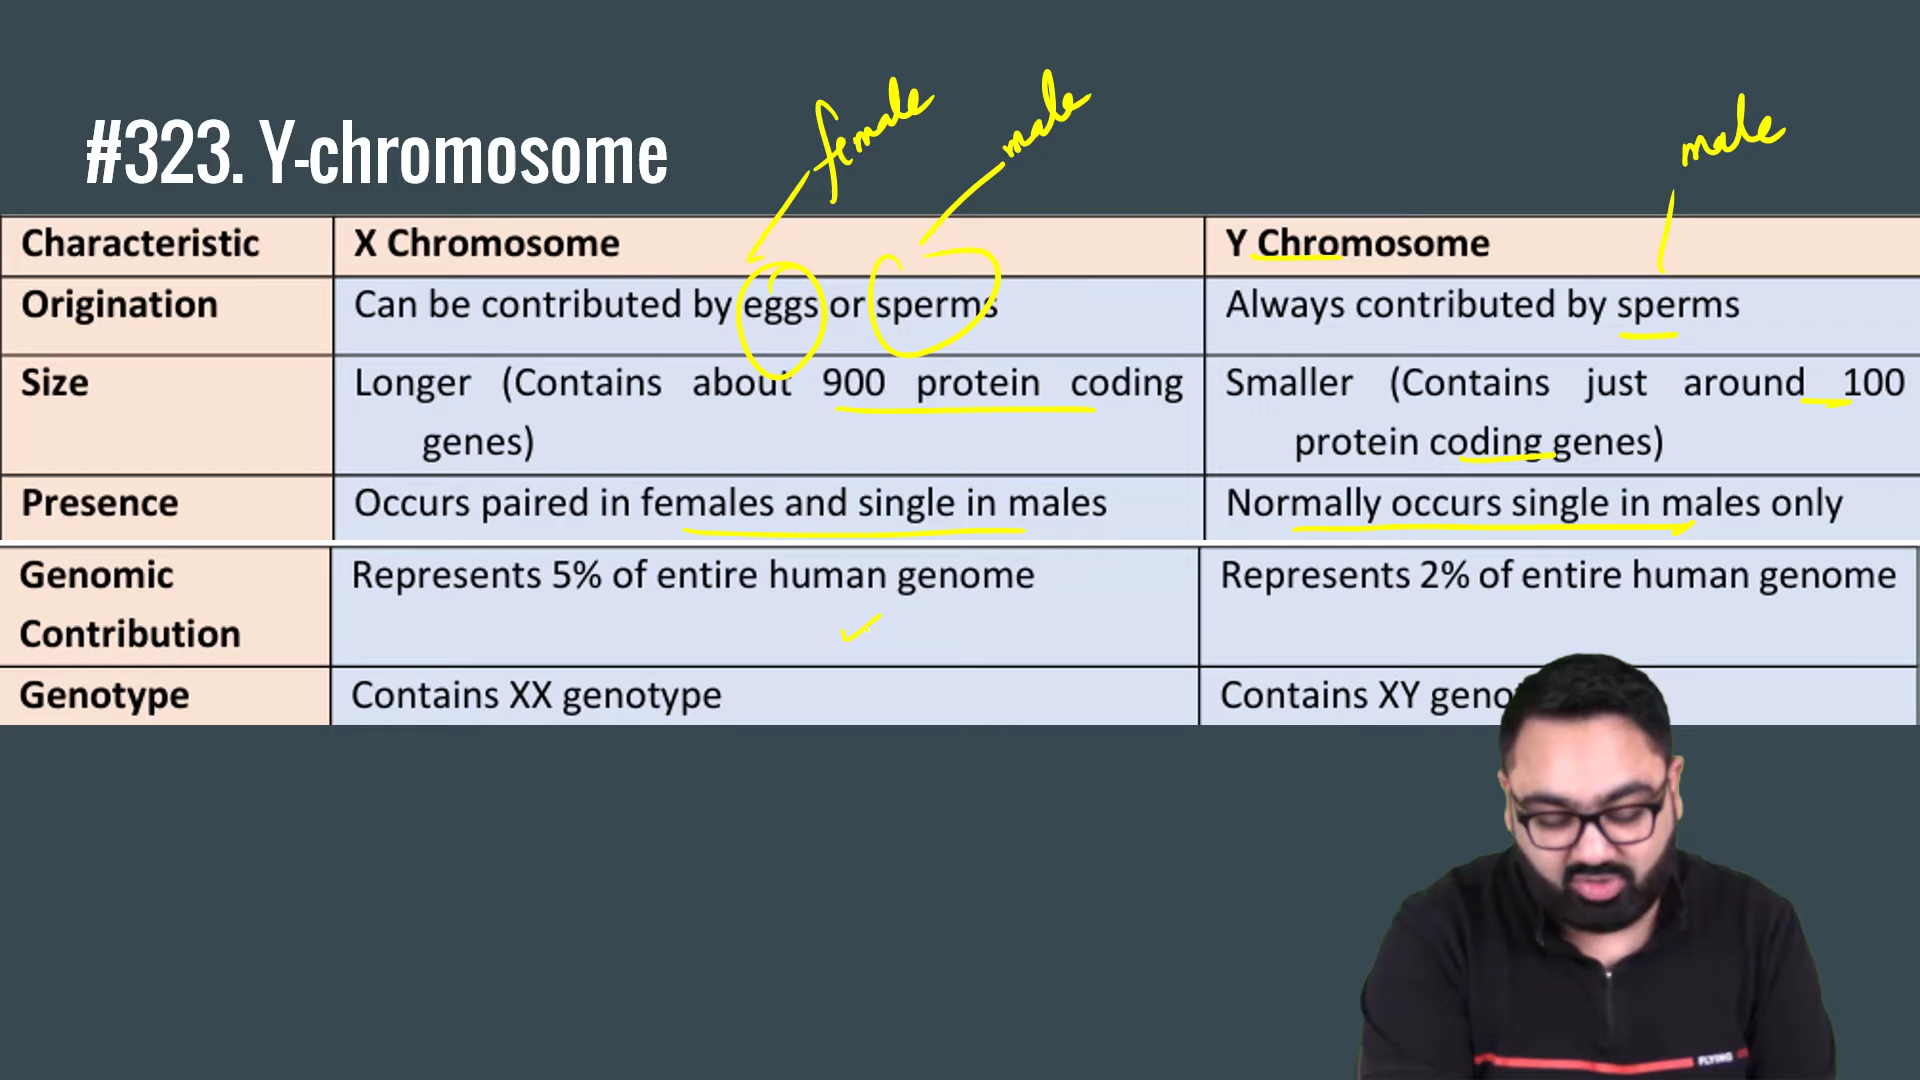 female
male
male
#323. Y-chromosome
Characteristic
X Chromosome
Y Chromosome
Origination
Can be contributed by eggs or sperms
Always contributed by sperms
Size
Longer (Contains about 900 protein coding
genes)
Smaller (Contains just around 100
protein coding genes)
Presence
Occurs paired in females and single in males
Normally occurs single in males only
Genomic
Contribution
Represents 5% of entire human genome
Represents 2% of entire human genome
Genotype
Contains XX genotype
Contains XY geno
FLYING